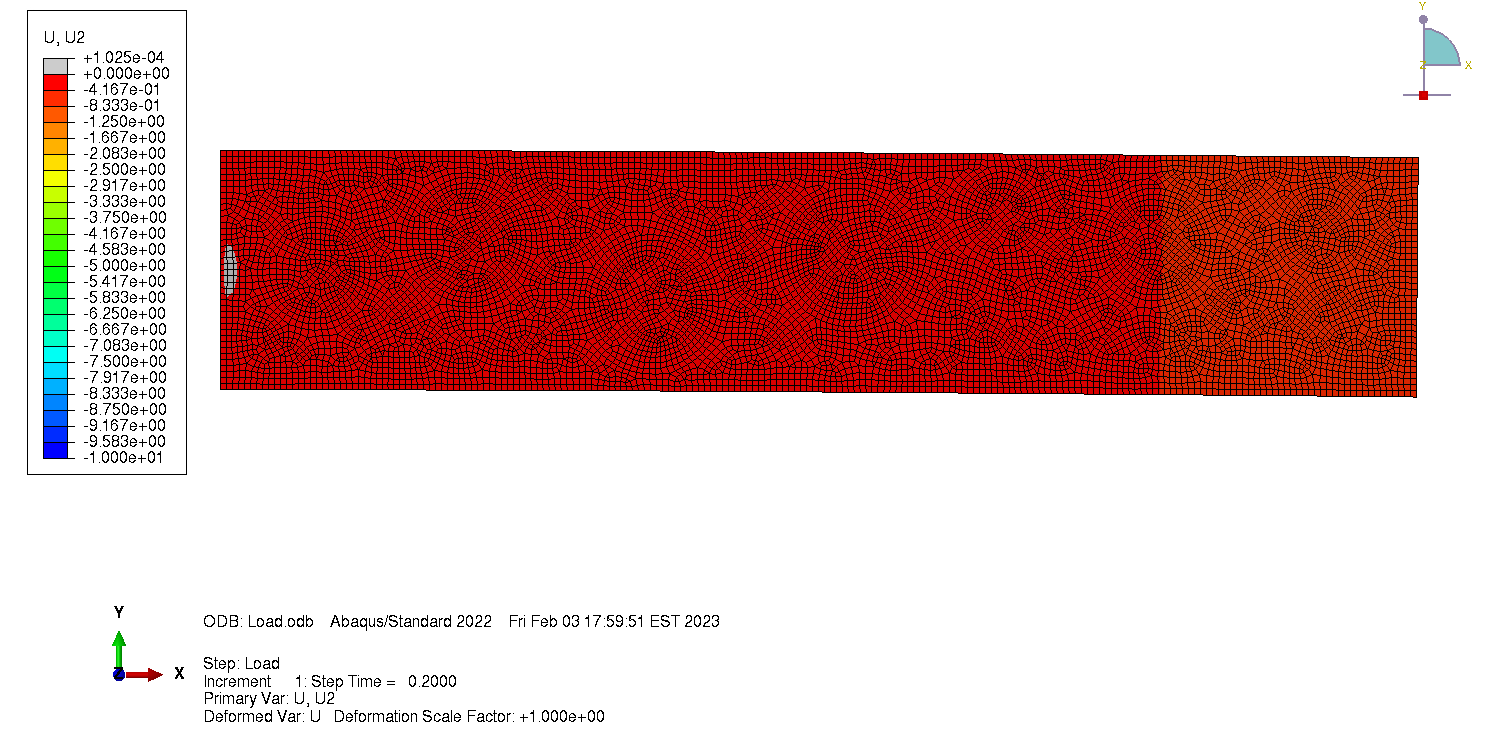 U, U2
+1.025e-04
+0.000e+00
-4.167e-01
-8.333e-01
-1.250e+00
-1.667e+00
-2.083e+00
-2.500e+00
-2.917e+00
-3.333e+00
-3.750e+00
-4.167e+00
-4.583e+00
-5.000e+00
-5.417e+00
-5.833e+00
-6.250e+00
-6.667e+00
-7.083e+00
-7.500e+00
-7.917e+00
-8.333e+00
-8.750e+00
-9.167e+00
-9.583e+00
-1.000e+01
Y
Z X
Y
Z X
ODB: Load.odb Abaqus/Standard 2022 Fri Feb 03 17:59:51 EST 2023
Step: Load
Increment 1: Step Time = 0.2000
Primary Var: U, U2
Deformed Var: U Deformation Scale Factor: +1.000e+00